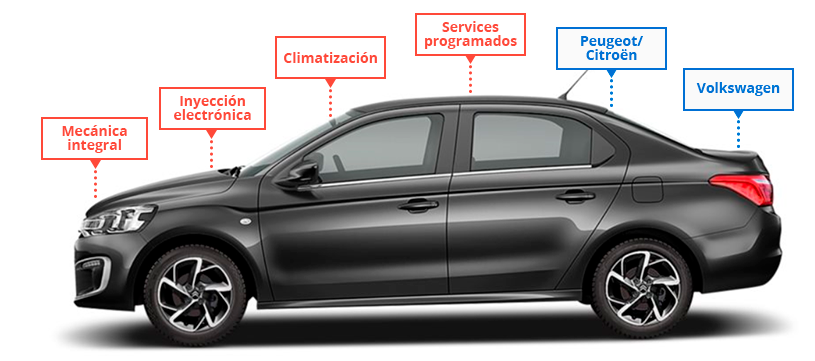 Mecánica
integral
Inyección
electrónica
Climatización
Services
programados
Peugeot/
Citroën
Volkswagen